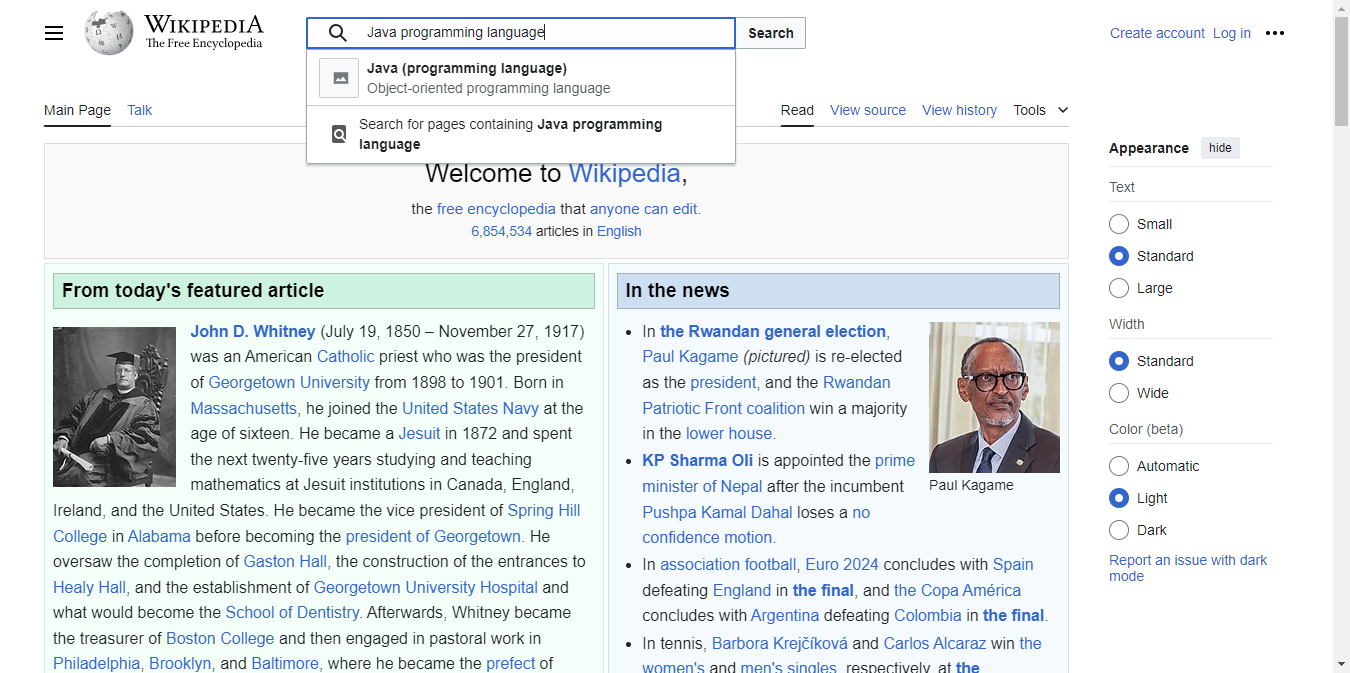 WIKIPEDIA
The Free Encyclopedia
Java programming language
Search
Create account Log in
Java (programming language)
Object-oriented programming language
Search for pages containing Java programming
language
Main Page Talk
Read View source View history Tools
Welcome to Wikipedia,
the free encyclopedia that anyone can edit.
6,854,534 articles in English
From today's featured article
John D. Whitney (July 19, 1850 – November 27, 1917)
was an American Catholic priest who was the president
of Georgetown University from 1898 to 1901. Born in
Massachusetts, he joined the United States Navy at the
age of sixteen. He became a Jesuit in 1872 and spent
the next twenty-five years studying and teaching
mathematics at Jesuit institutions in Canada, England,
Ireland, and the United States. He became the vice president of Spring Hill
College in Alabama before becoming the president of Georgetown. He
oversaw the completion of Gaston Hall, the construction of the entrances to
Healy Hall, and the establishment of Georgetown University Hospital and
what would become the School of Dentistry. Afterwards, Whitney became
the treasurer of Boston College and then engaged in pastoral work in
Philadelphia, Brooklyn, and Baltimore, where he became the prefect of
In the news
In the Rwandan general election,
Paul Kagame (pictured) is re-elected
as the president, and the Rwandan
Patriotic Front coalition win a majority
in the lower house.
KP Sharma Oli is appointed the prime
minister of Nepal after the incumbent
Pushpa Kamal Dahal loses a no
confidence motion.
Paul Kagame
In association football, Euro 2024 concludes with Spain
defeating England in the final, and the Copa América
concludes with Argentina defeating Colombia in the final.
In tennis, Barbora Krejčíková and Carlos Alcaraz win the
women's and men's singles, respectively, at the
Appearance hide
Text
Small
Standard
Large
Width
Standard
Wide
Color (beta)
Automatic
Light
Dark
Report an issue with dark
mode